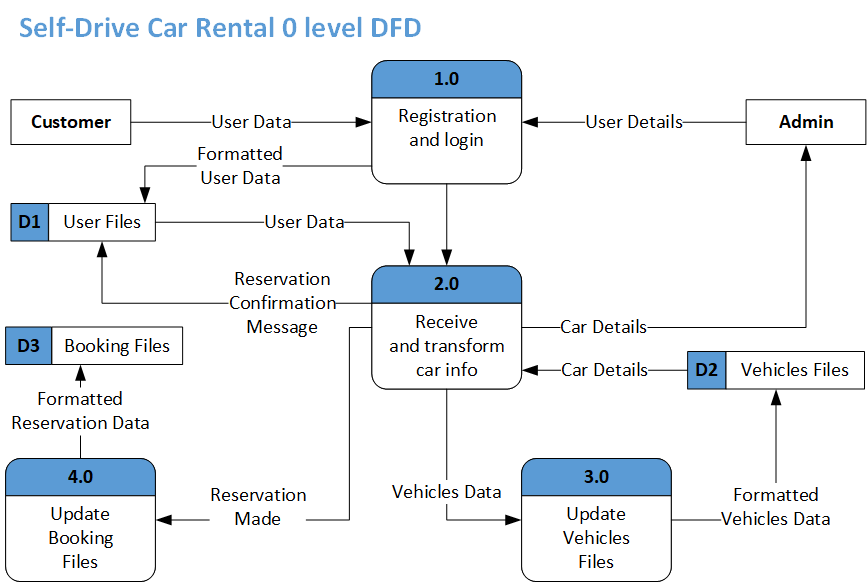 Self-Drive Car Rental 0 level DFD
1.0
Registration
and login
Customer
User Data
User Details
Admin
Formatted
User Data
D1
User Files
User Data
2.0
Receive
and transform
car info
Reservation
Confirmation
Message
Car Details
D3
Booking Files
Car Details
D2
Vehicles Files
Formatted
Reservation Data
4.0
Update
Booking
Files
Reservation
Made
Vehicles Data
3.0
Update
Vehicles
Files
Formatted
Vehicles Data